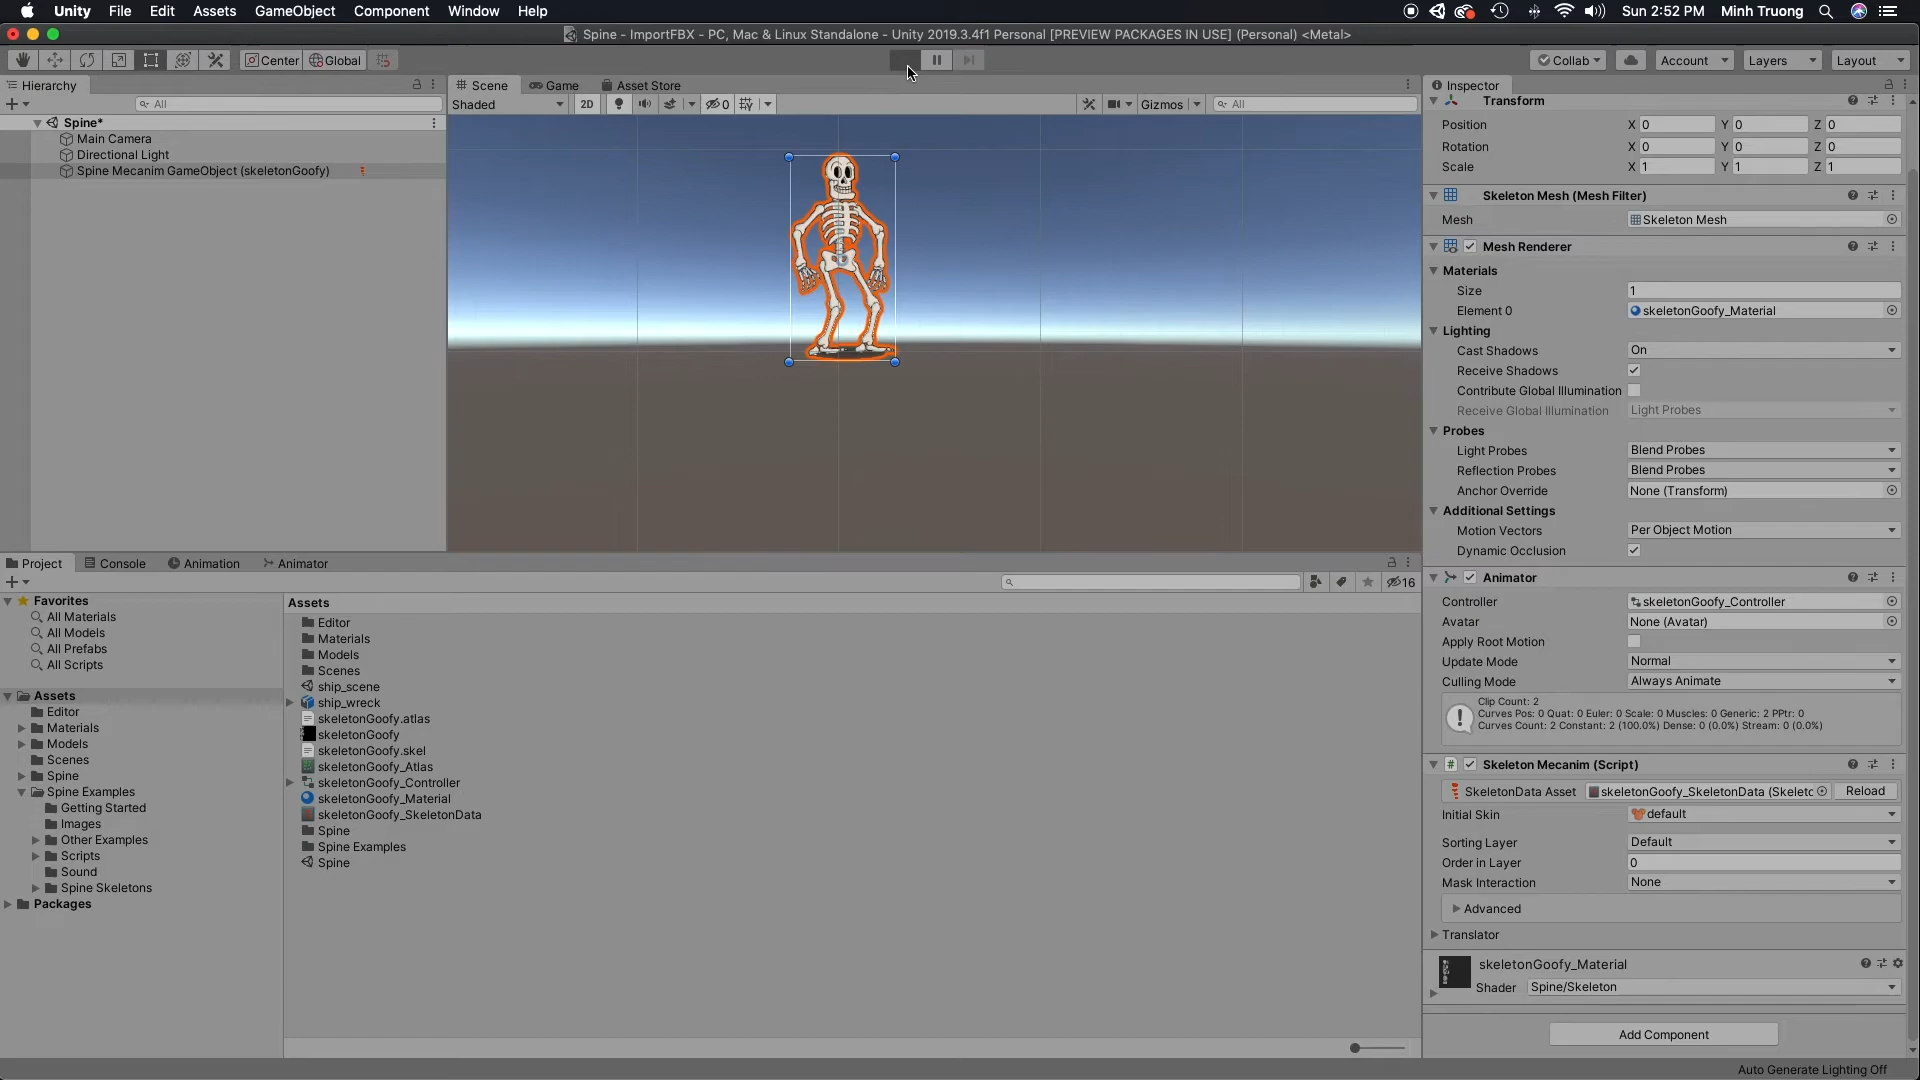 Unity File Edit Assets GameObject Component Window Help Sun 2:52 PM Minh Truong
Spine - ImportFBX - PC, Mac & Linux Standalone - Unity 2019.3.4f1 Personal [PREVIEW PACKAGES IN USE] (Personal) <Metal>
Center Global Collab Account Layers Layout
Hierarchy
All
Spine*
Main Camera
Directional Light
Spine Mecanim GameObject (skeletonGoofy)
Scene Game Asset Store
Shaded 2D 0 Gizmos All
Inspector
Transform
Position X 0 Y 0 Z 0
Rotation X 0 Y 0 Z 0
Scale X 1 Y 1 Z 1
Skeleton Mesh (Mesh Filter)
Mesh Skeleton Mesh
Mesh Renderer
Materials
Size 1
Element 0 skeletonGoofy_Material
Lighting
Cast Shadows On
Receive Shadows
Contribute Global Illumination
Receive Global Illumination Light Probes
Probes
Light Probes Blend Probes
Reflection Probes Blend Probes
Anchor Override None (Transform)
Additional Settings
Motion Vectors Per Object Motion
Dynamic Occlusion
Animator
Controller skeletonGoofy_Controller
Avatar None (Avatar)
Apply Root Motion
Update Mode Normal
Culling Mode Always Animate
Clip Count: 2
Curves Pos: 0 Quat: 0 Euler: 0 Scale: 0 Muscles: 0 Generic: 2 PPtr: 0
Curves Count: 2 Constant: 2 (100.0%) Dense: 0 (0.0%) Stream: 0 (0.0%)
Skeleton Mecanim (Script)
SkeletonData Asset skeletonGoofy_SkeletonData (Skeletc Reload
Initial Skin default
Sorting Layer Default
Order in Layer 0
Mask Interaction None
Advanced
Translator
skeletonGoofy_Material
Shader Spine/Skeleton
Add Component
Project Console Animation Animator
16
Favorites
All Materials
All Models
All Prefabs
All Scripts
Assets
Editor
Materials
Models
Scenes
Spine
Spine Examples
Getting Started
Images
Other Examples
Scripts
Sound
Spine Skeletons
Packages
Assets
Editor
Materials
Models
Scenes
ship_scene
ship_wreck
skeletonGoofy.atlas
skeletonGoofy
skeletonGoofy.skel
skeletonGoofy_Atlas
skeletonGoofy_Controller
skeletonGoofy_Material
skeletonGoofy_SkeletonData
Spine
Spine Examples
Spine
Auto Generate Lighting Off